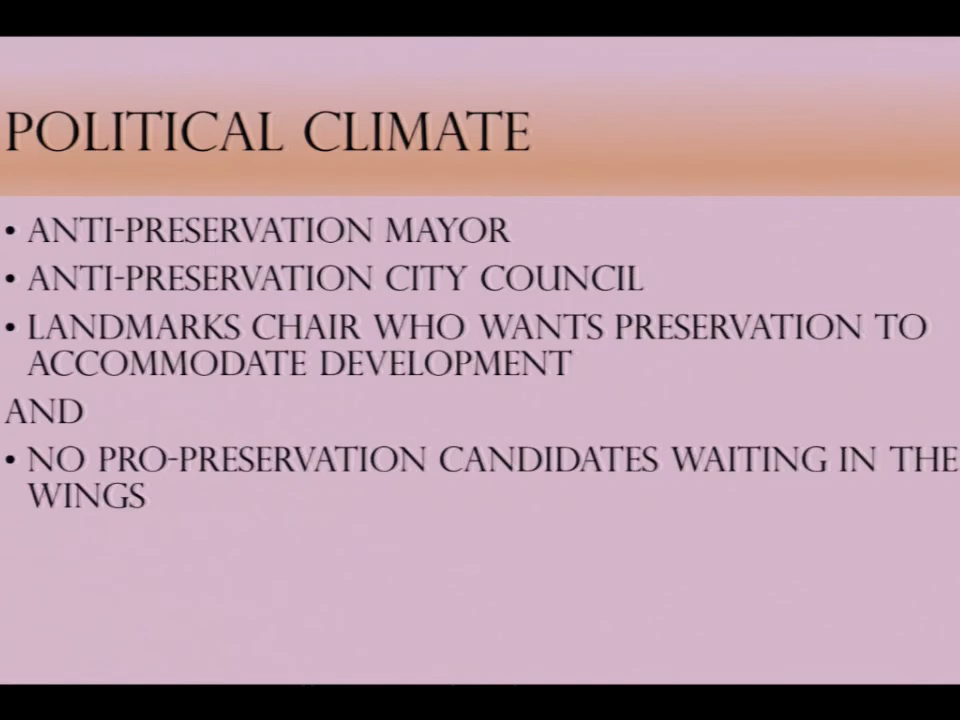 POLITICAL CLIMATE
• ANTI-PRESERVATION MAYOR
• ANTI-PRESERVATION CITY COUNCIL
• LANDMARKS CHAIR WHO WANTS PRESERVATION TO
ACCOMMODATE DEVELOPMENT
AND
• NO PRO-PRESERVATION CANDIDATES WAITING IN THE
WINGS